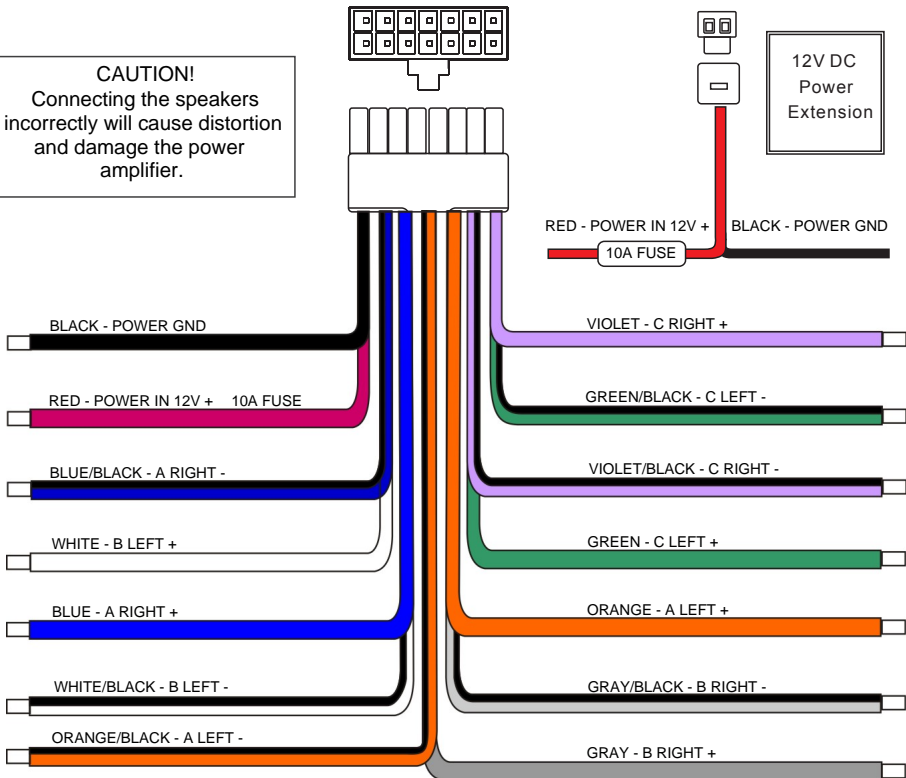 CAUTION!
Connecting the speakers
incorrectly will cause distortion
and damage the power
amplifier.
12V DC
Power
Extension
RED - POWER IN 12V +
BLACK - POWER GND
10A FUSE
BLACK - POWER GND
RED - POWER IN 12V + 10A FUSE
BLUE/BLACK - A RIGHT -
WHITE - B LEFT +
BLUE - A RIGHT +
WHITE/BLACK - B LEFT -
ORANGE/BLACK - A LEFT -
VIOLET - C RIGHT +
GREEN/BLACK - C LEFT -
VIOLET/BLACK - C RIGHT -
GREEN - C LEFT +
ORANGE - A LEFT +
GRAY/BLACK - B RIGHT -
GRAY - B RIGHT +